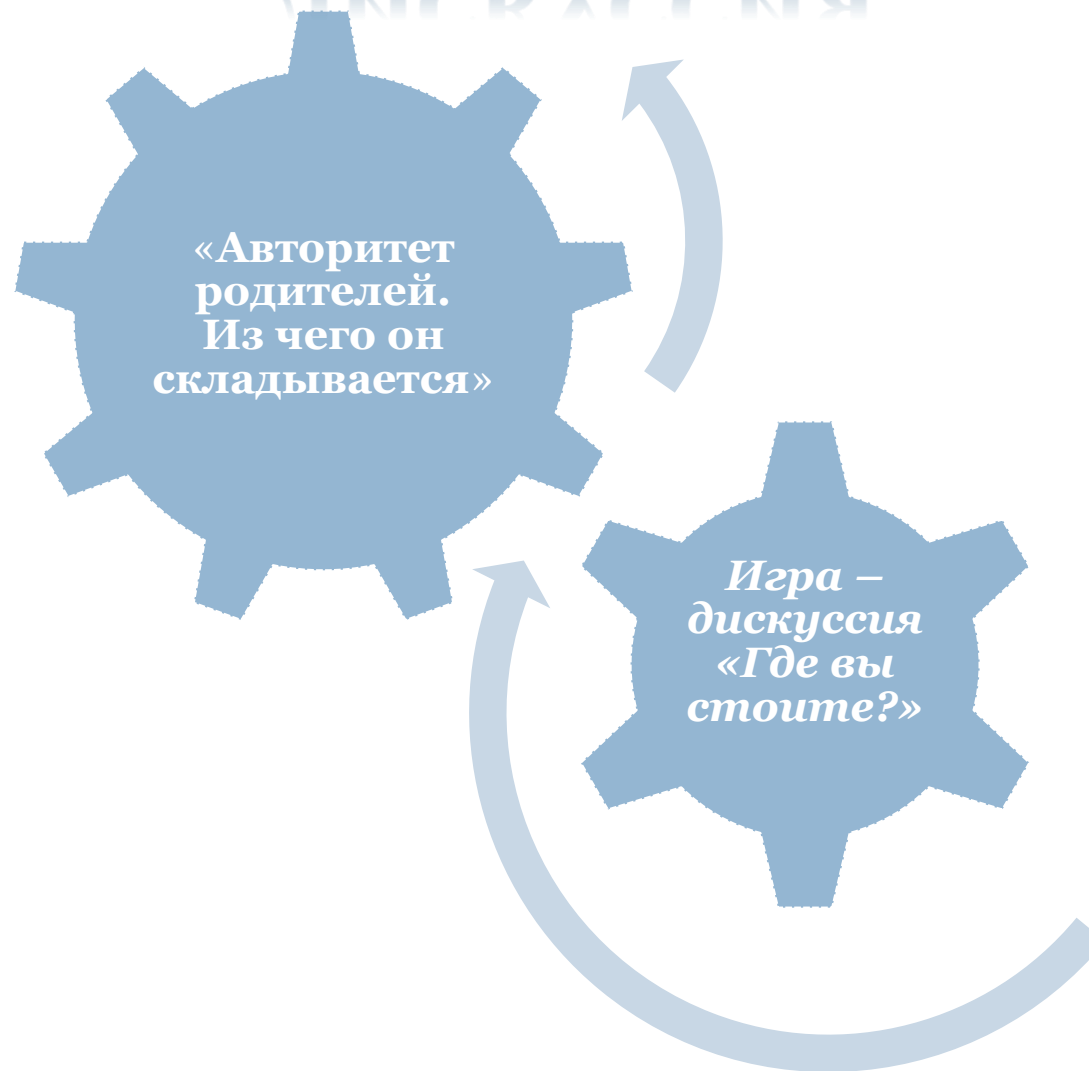 «Авторитет
родителей.
Из чего он
складывается»
Игра –
дискуссия
«Где вы
стоите?»